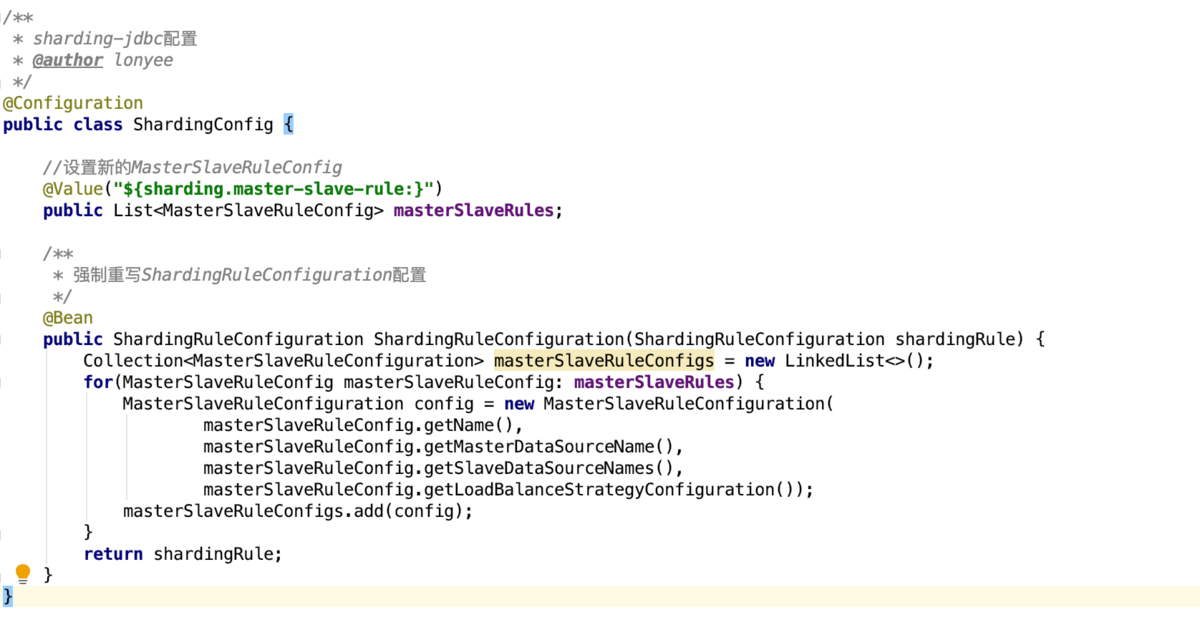 /**
 * sharding-jdbc配置
 * @author lonyee
 */
@Configuration
public class ShardingConfig {
    //设置新的MasterSlaveRuleConfig
    @Value("${sharding.master-slave-rule:}")
    public List<MasterSlaveRuleConfig> masterSlaveRules;
    /**
     * 强制重写ShardingRuleConfiguration配置
     */
    @Bean
    public ShardingRuleConfiguration ShardingRuleConfiguration(ShardingRuleConfiguration shardingRule) {
        Collection<MasterSlaveRuleConfiguration> masterSlaveRuleConfigs = new LinkedList<>();
        for(MasterSlaveRuleConfig masterSlaveRuleConfig: masterSlaveRules) {
            MasterSlaveRuleConfiguration config = new MasterSlaveRuleConfiguration(
                    masterSlaveRuleConfig.getName(),
                    masterSlaveRuleConfig.getMasterDataSourceName(),
                    masterSlaveRuleConfig.getSlaveDataSourceNames(),
                    masterSlaveRuleConfig.getLoadBalanceStrategyConfiguration());
            masterSlaveRuleConfigs.add(config);
        }
        return shardingRule;
    }
}